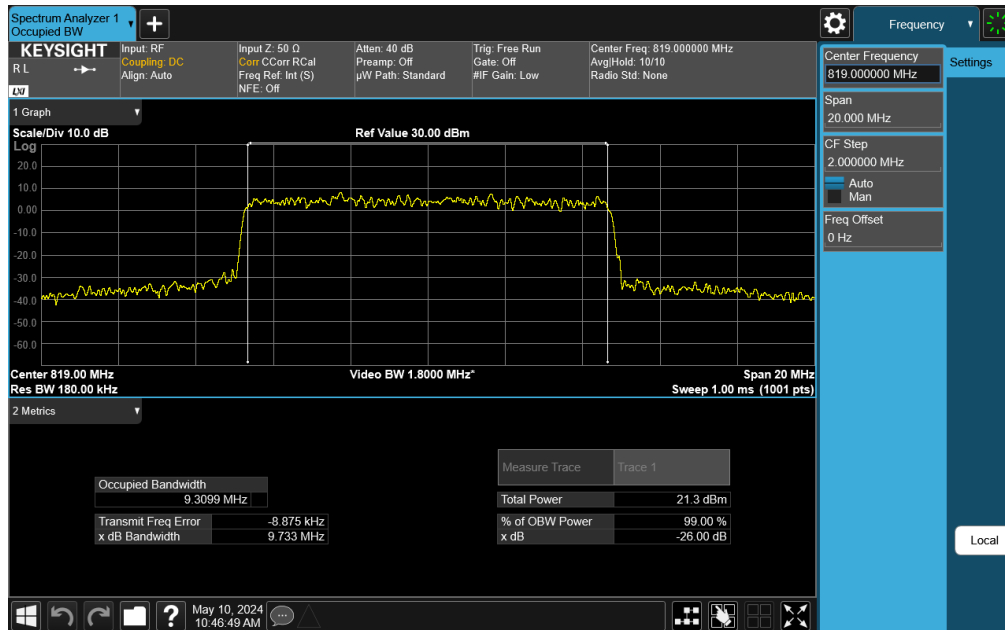 Spectrum Analyzer 1
Occupied BW
Frequency
KEYSIGHT
R L
LXI
Input: RF
Coupling: DC
Align: Auto
Input Z: 50 Ω
Corr CCorr RCal
Freq Ref: Int (S)
NFE: Off
Atten: 40 dB
Preamp: Off
µW Path: Standard
Trig: Free Run
Gate: Off
#IF Gain: Low
Center Freq: 819.000000 MHz
Avg|Hold: 10/10
Radio Std: None
Center Frequency
819.000000 MHz
Settings
Span
20.000 MHz
CF Step
2.000000 MHz
Auto
Man
Freq Offset
0 Hz
1 Graph
Scale/Div 10.0 dB
Ref Value 30.00 dBm
Log
20.0
10.0
0.00
-10.0
-20.0
-30.0
-40.0
-50.0
-60.0
Center 819.00 MHz
Video BW 1.8000 MHz*
Span 20 MHz
Res BW 180.00 kHz
Sweep 1.00 ms (1001 pts)
2 Metrics
Measure Trace
Trace 1
Occupied Bandwidth
9.3099 MHz
Total Power
21.3 dBm
Transmit Freq Error
-8.875 kHz
% of OBW Power
99.00 %
x dB Bandwidth
9.733 MHz
x dB
-26.00 dB
Local
?
May 10, 2024
10:46:49 AM